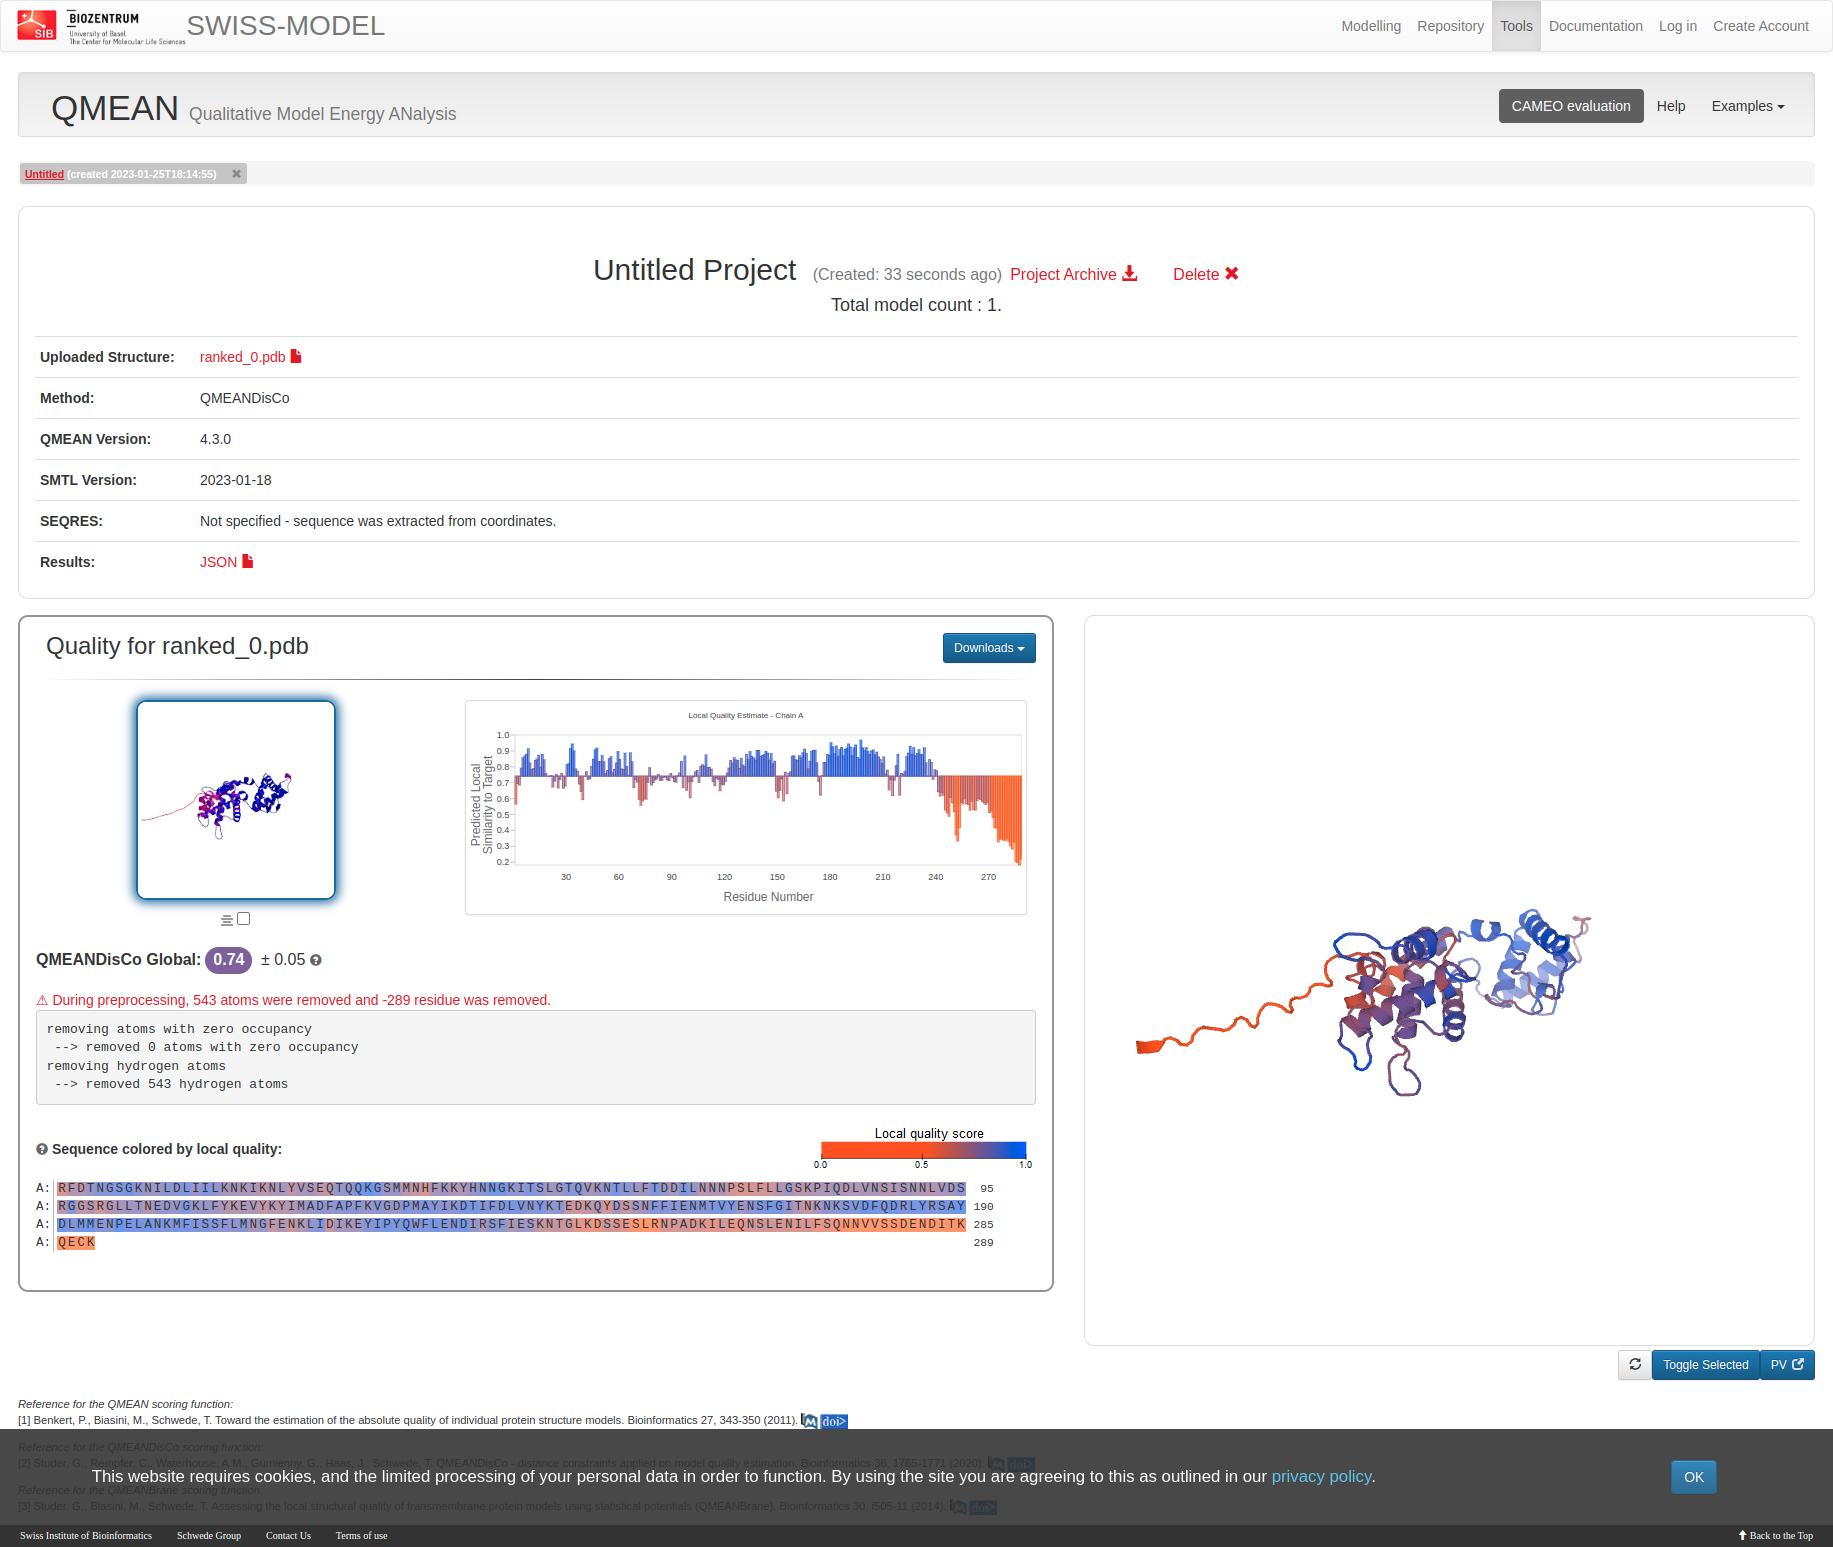 SIB
BIOZENTRUM
University of Basel
The Center for Molecular Life Sciences
SWISS-MODEL
Modelling Repository Tools Documentation Log in Create Account
QMEAN Qualitative Model Energy ANalysis
CAMEO evaluation Help Examples
Untitled (created 2023-01-25T18:14:55)
Untitled Project (Created: 33 seconds ago) Project Archive Delete
Total model count : 1.
Uploaded Structure: ranked_0.pdb
Method: QMEANDisCo
QMEAN Version: 4.3.0
SMTL Version: 2023-01-18
SEQRES: Not specified - sequence was extracted from coordinates.
Results: JSON
Quality for ranked_0.pdb
Downloads
Local Quality Estimate - Chain A
Predicted Local
Similarity to Target
1.0
0.9
0.8
0.7
0.6
0.5
0.4
0.3
0.2
30 60 90 120 150 180 210 240 270
Residue Number
QMEANDisCo Global: 0.74 ± 0.05
During preprocessing, 543 atoms were removed and -289 residue was removed.
removing atoms with zero occupancy
--> removed 0 atoms with zero occupancy
removing hydrogen atoms
--> removed 543 hydrogen atoms
Sequence colored by local quality:
Local quality score
0.0 0.5 1.0
A: RFDTNGSGKNILDLIILKNKIKNLYVSEQTQQKGSMMNHFKKYHNNGKITSLGTQVKNTLLFTDDILNNNPSLFLLGSKPIQDLVNSISNNLVDS 95
A: RGGSRGLLTNEDVGKLFYKEVYKYIMADFAPFKVGDPMAYIKDTIFDLVNYKTEDKQYDSSNFFIENMTVYENSFGITNKNKSVDFQDRLYRSAY 190
A: DLMMENPELANKMFISSFLMNGFENKLIDIKEYIPYQWFLENDIRSFIESKNTGLKDSSESLRNPADKILEQNSLENILFSQNNVVSSDENDITK 285
A: QECK 289
Toggle Selected PV
Reference for the QMEAN scoring function:
[1] Benkert, P., Biasini, M., Schwede, T. Toward the estimation of the absolute quality of individual protein structure models. Bioinformatics 27, 343-350 (2011). M doi>
Reference for the QMEANDisCo scoring function:
[2] Studer, G., Rempfer, C., Waterhouse, A.M., Gumienny, G., Haas, J., Schwede, T. QMEANDisCo - distance constraints applied on model quality estimation. Bioinformatics 36, 1765-1771 (2020). M doi>
This website requires cookies, and the limited processing of your personal data in order to function. By using the site you are agreeing to this as outlined in our privacy policy.
OK
Reference for the QMEANBrane scoring function:
[3] Studer, G., Biasini, M., Schwede, T. Assessing the local structural quality of transmembrane protein models using statistical potentials (QMEANBrane). Bioinformatics 30, i505-11 (2014). M doi>
Swiss Institute of Bioinformatics Schwede Group Contact Us Terms of use
Back to the Top